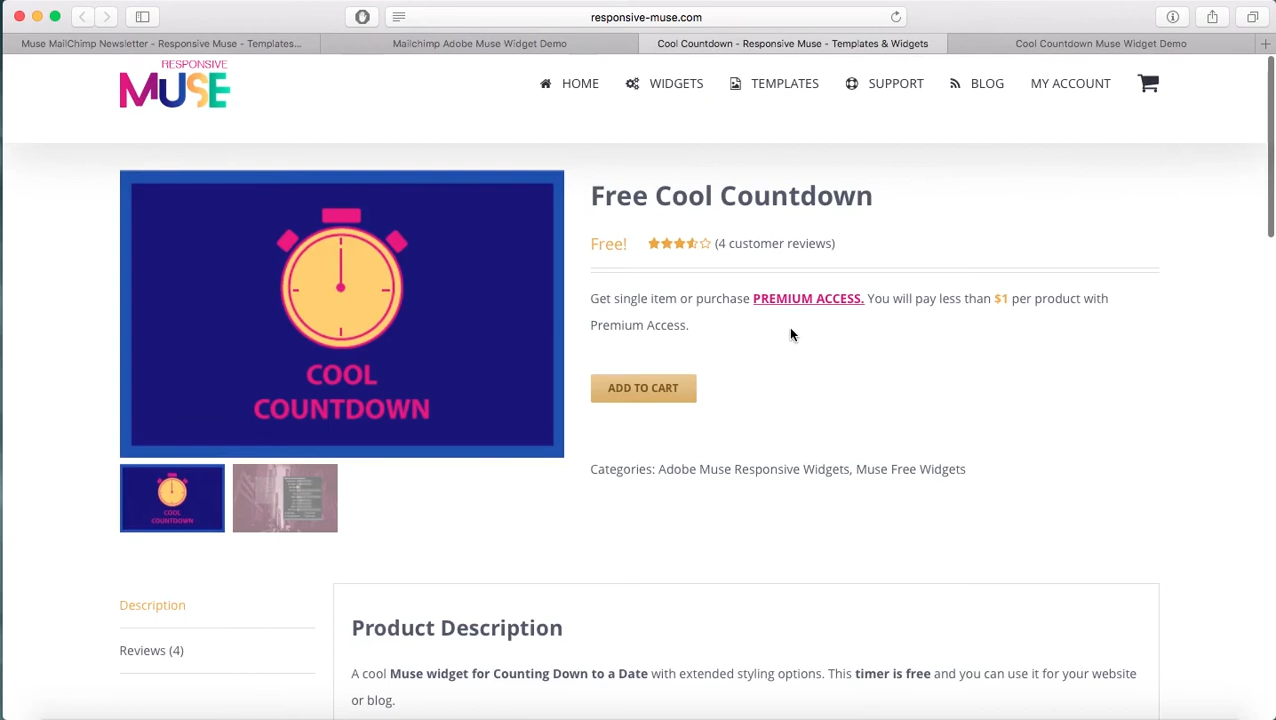 responsive-muse.com
Muse MailChimp Newsletter - Responsive Muse - Templates...
Mailchimp Adobe Muse Widget Demo
Cool Countdown - Responsive Muse - Templates & Widgets
Cool Countdown Muse Widget Demo
RESPONSIVE
MUSE
HOME
WIDGETS
TEMPLATES
SUPPORT
BLOG
MY ACCOUNT
COOL
COUNTDOWN
Free Cool Countdown
Free! (4 customer reviews)
Get single item or purchase PREMIUM ACCESS. You will pay less than $1 per product with
Premium Access.
ADD TO CART
Categories: Adobe Muse Responsive Widgets, Muse Free Widgets
COOL
COUNTDOWN
Description
Reviews (4)
Product Description
A cool Muse widget for Counting Down to a Date with extended styling options. This timer is free and you can use it for your website
or blog.